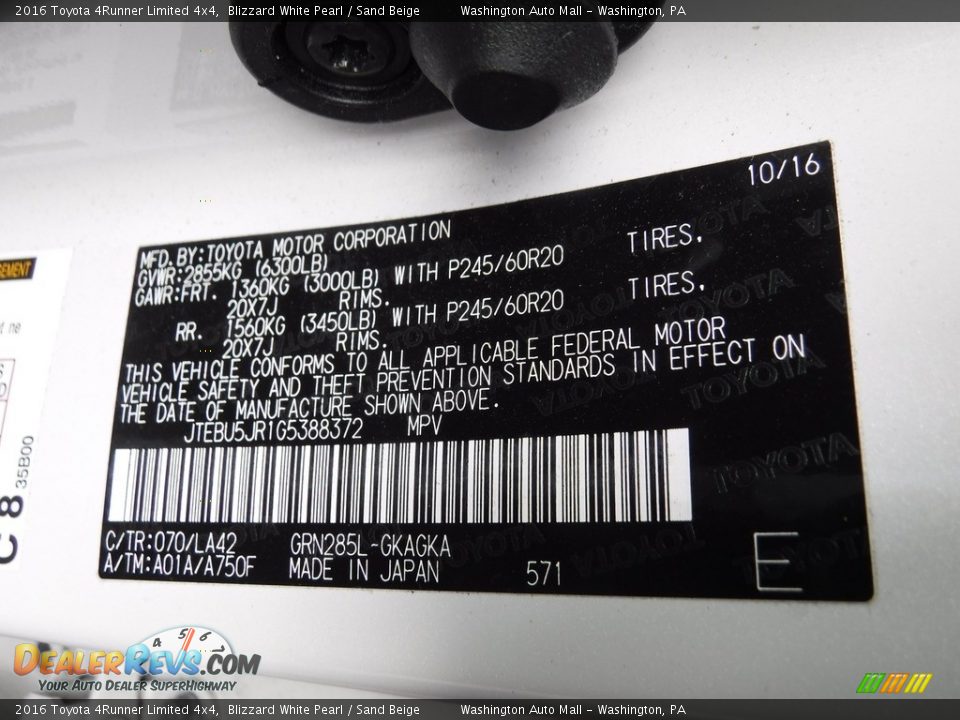 2016 Toyota 4Runner Limited 4x4, Blizzard White Pearl / Sand Beige Washington Auto Mall - Washington, PA
10/16
MFD. BY: TOYOTA MOTOR CORPORATION
GVWR: 2855KG (6300LB)
GAWR: FRT. 1360KG (3000LB) WITH P245/60R20 TIRES,
20X7J RIMS.
RR. 1560KG (3450LB) WITH P245/60R20 TIRES,
20X7J RIMS.
THIS VEHICLE CONFORMS TO ALL APPLICABLE FEDERAL MOTOR
VEHICLE SAFETY AND THEFT PREVENTION STANDARDS IN EFFECT ON
THE DATE OF MANUFACTURE SHOWN ABOVE.
JTEBU5JR1G5388372 MPV
C/TR: 070/LA42 GRN285L-GKAGKA
A/TM: A01A/A750F MADE IN JAPAN 571
E
C 8
35B00
TOYOTA
4 5 6
DealerRevs.com
Your Auto Dealer SuperHighway
2016 Toyota 4Runner Limited 4x4, Blizzard White Pearl / Sand Beige Washington Auto Mall - Washington, PA